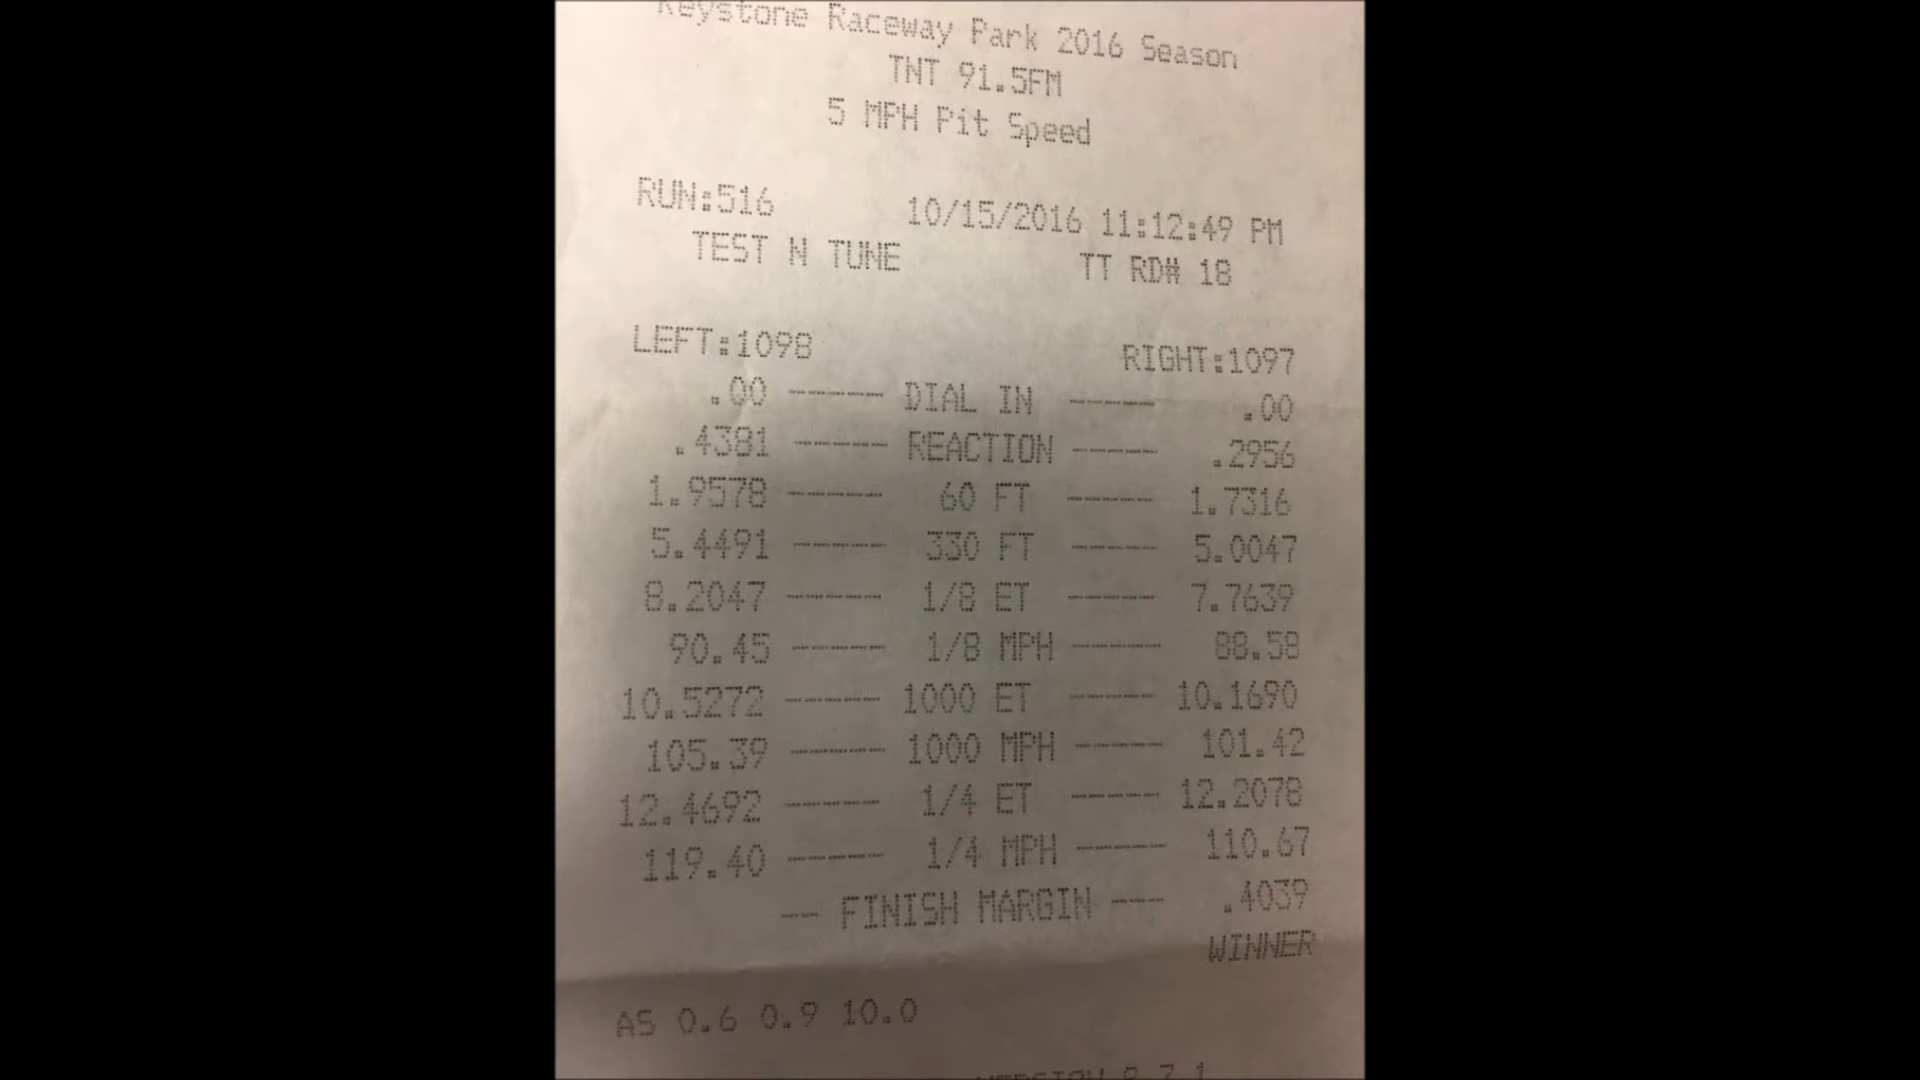 Keystone Raceway Park 2016 Season
TNT 91.5FM
5 MPH Pit Speed
RUN:516 10/15/2016 11:12:49 PM
TEST N TUNE TT RD# 18
LEFT:1098 RIGHT:1097
.00 ------ DIAL IN ------ .00
.4381 ------ REACTION ------ .2956
1.9578 ------ 60 FT ------ 1.7316
5.4491 ------ 330 FT ------ 5.0047
8.2047 ------ 1/8 ET ------ 7.7639
90.45 ------ 1/8 MPH ------ 88.58
10.5272 ------ 1000 ET ------ 10.1690
105.39 ------ 1000 MPH ------ 101.42
12.4692 ------ 1/4 ET ------ 12.2078
119.40 ------ 1/4 MPH ------ 110.67
-- FINISH MARGIN ---- .4039
WINNER
AS 0.6 0.9 10.0